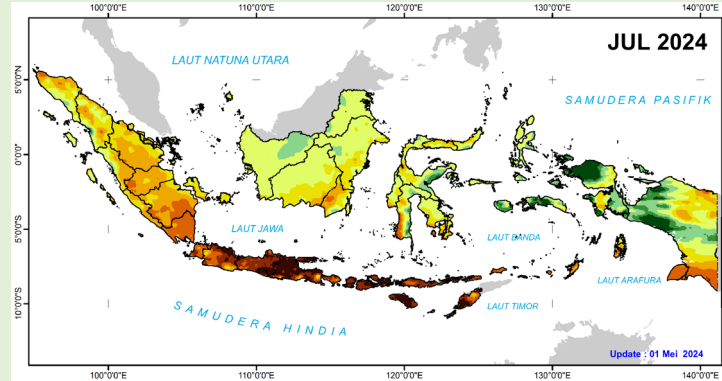 100°0'0"E 110°0'0"E 120°0'0"E 130°0'0"E 140°0'0"E
JUL 2024
LAUT NATUNA UTARA
5°0'0"N
SAMUDERA PASIFIK
0°0'
LAUT JAWA
LAUT BANDA
5°0'0"S
LAUT ARAFURA
10°0'0"S
SAMUDERA HINDIA
LAUT TIMOR
Update : 01 Mei 2024
100°0'0"E 110°0'0"E 120°0'0"E 130°0'0"E 140°0'0"E